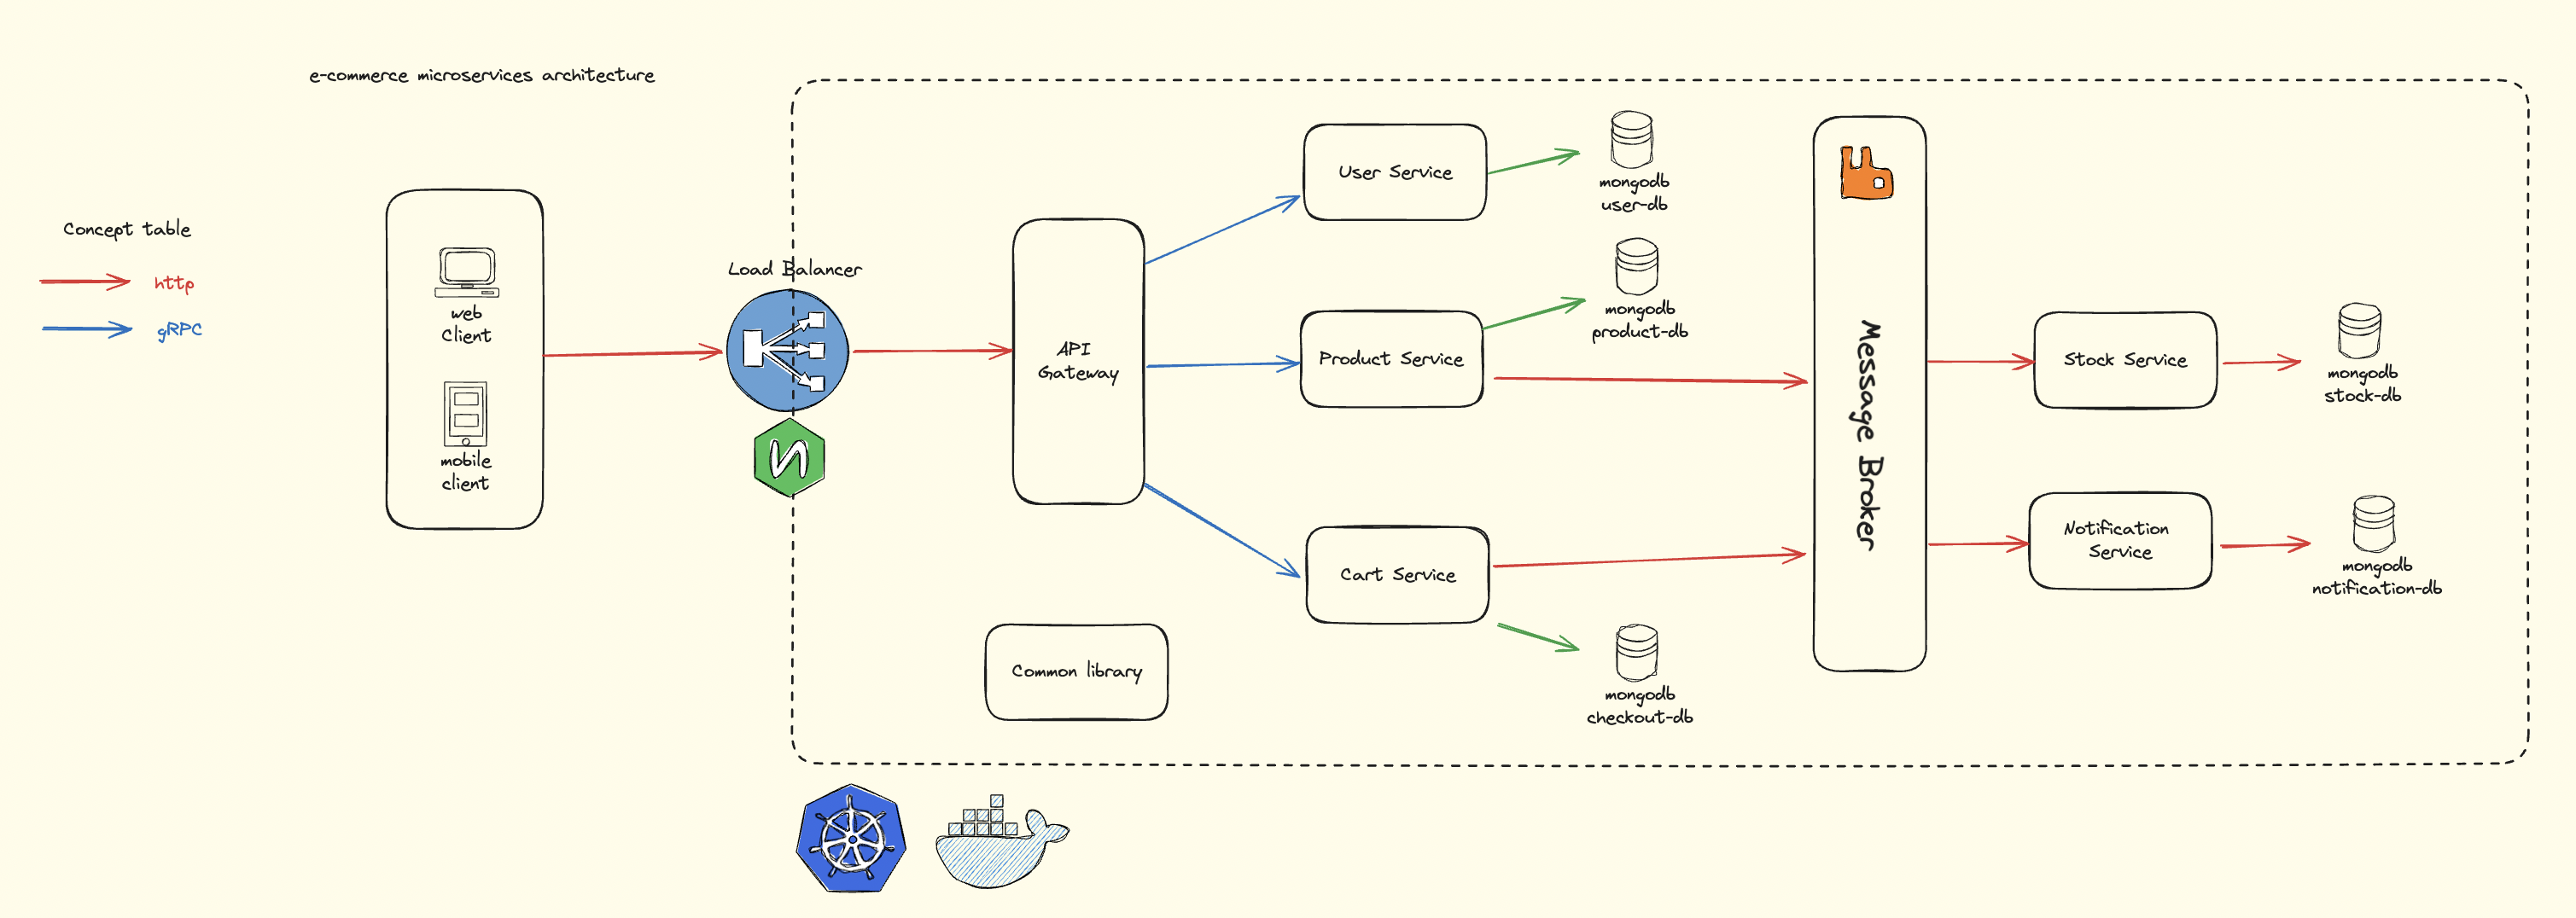 e-commerce microservices architecture
Concept table
http
gRPC
web
Client
mobile
client
Load Balancer
API
Gateway
Common library
User Service
Product Service
Cart Service
mongodb
user-db
mongodb
product-db
mongodb
checkout-db
Message Broker
Stock Service
Notification
Service
mongodb
stock-db
mongodb
notification-db